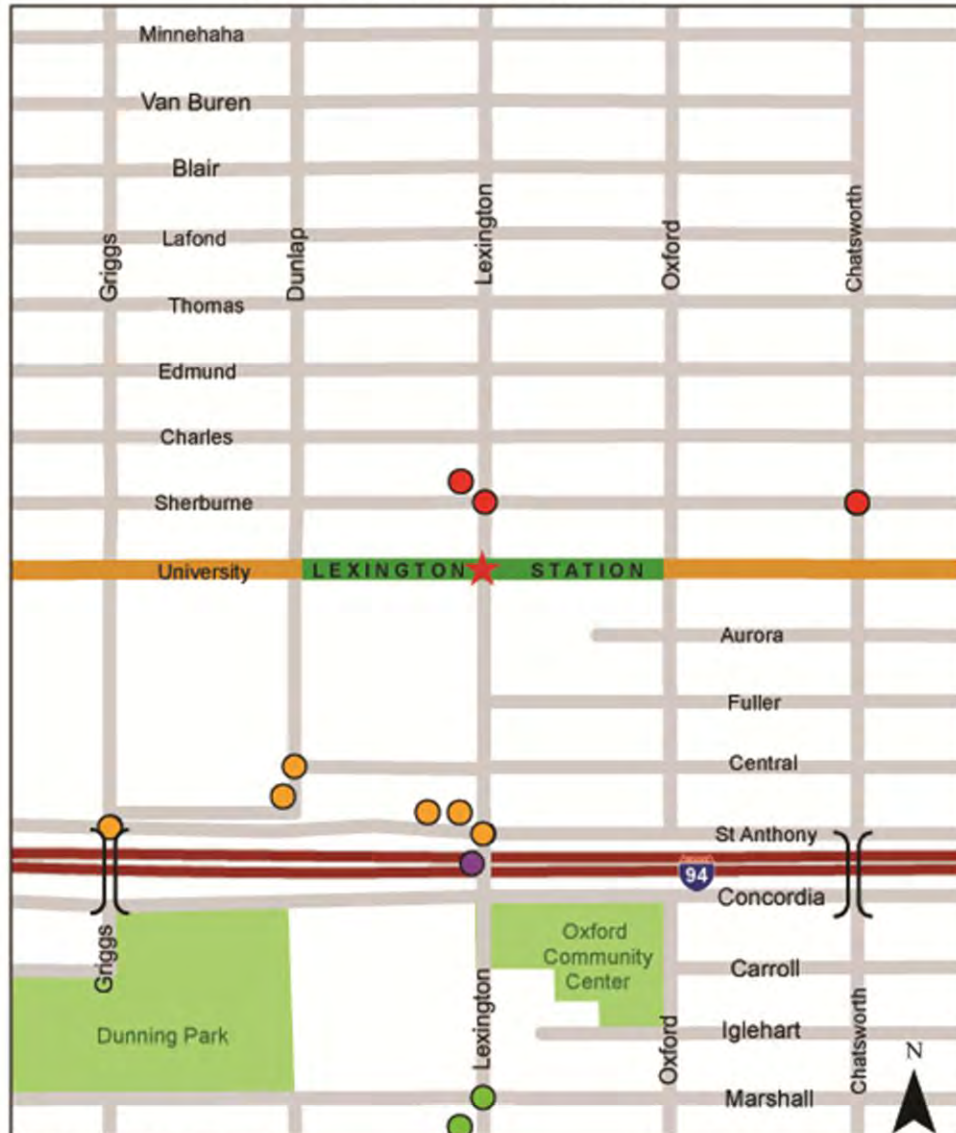 Minnehaha
Van Buren
Blair
Lafond
Griggs
Dunlap
Lexington
Oxford
Chatsworth
Thomas
Edmund
Charles
Sherburne
University
LEXINGTON STATION
Aurora
Fuller
Central
St Anthony
94
Concordia
Griggs
Oxford
Community
Center
Carroll
Lexington
Dunning Park
Iglehart
Oxford
Chatsworth
N
Marshall